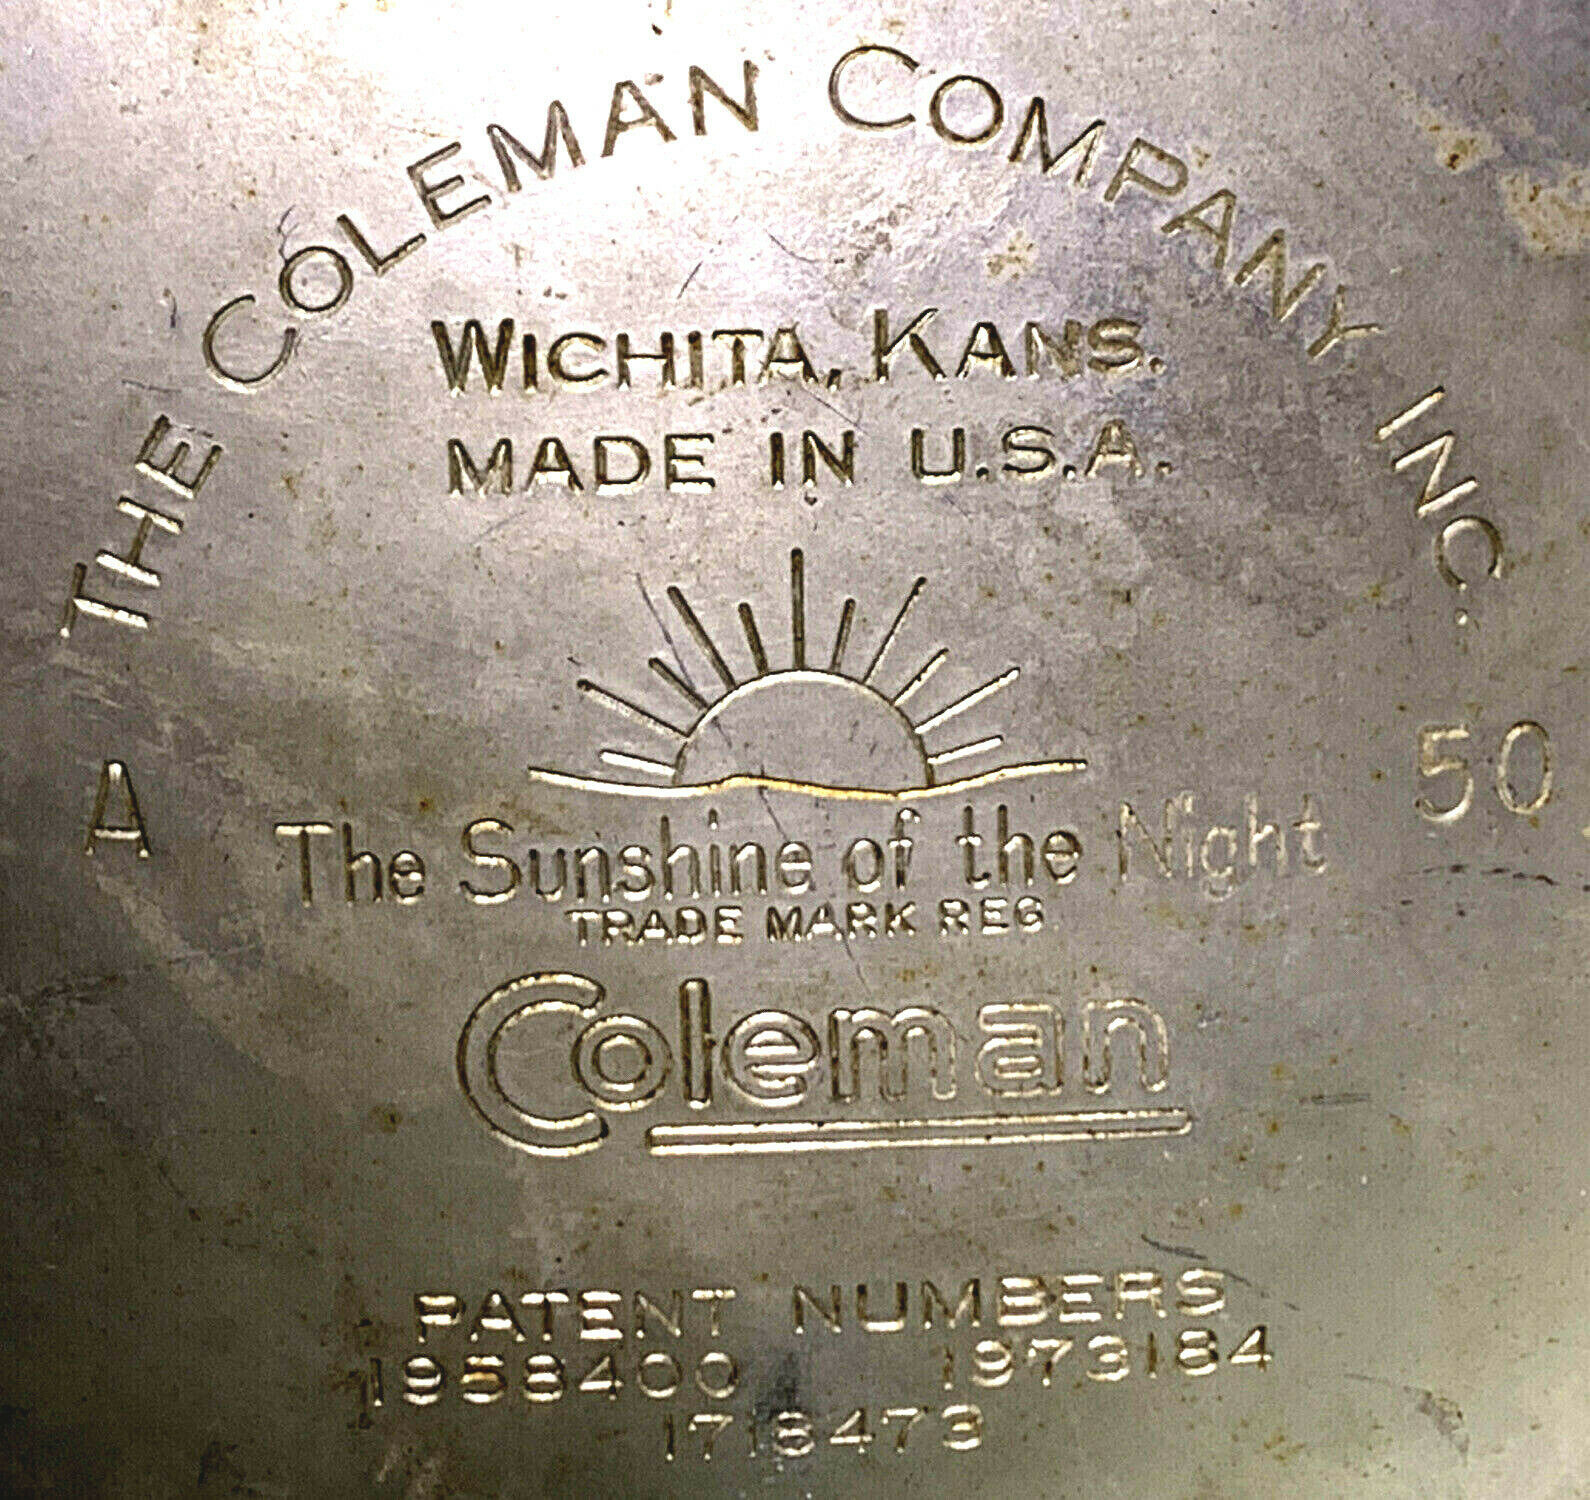 THE COLEMAN COMPANY, INC.
WICHITA, KANS.
MADE IN U.S.A.
A
50
The Sunshine of the Night
TRADE MARK REG.
Coleman
PATENT NUMBERS
1958400 1973184
1718473